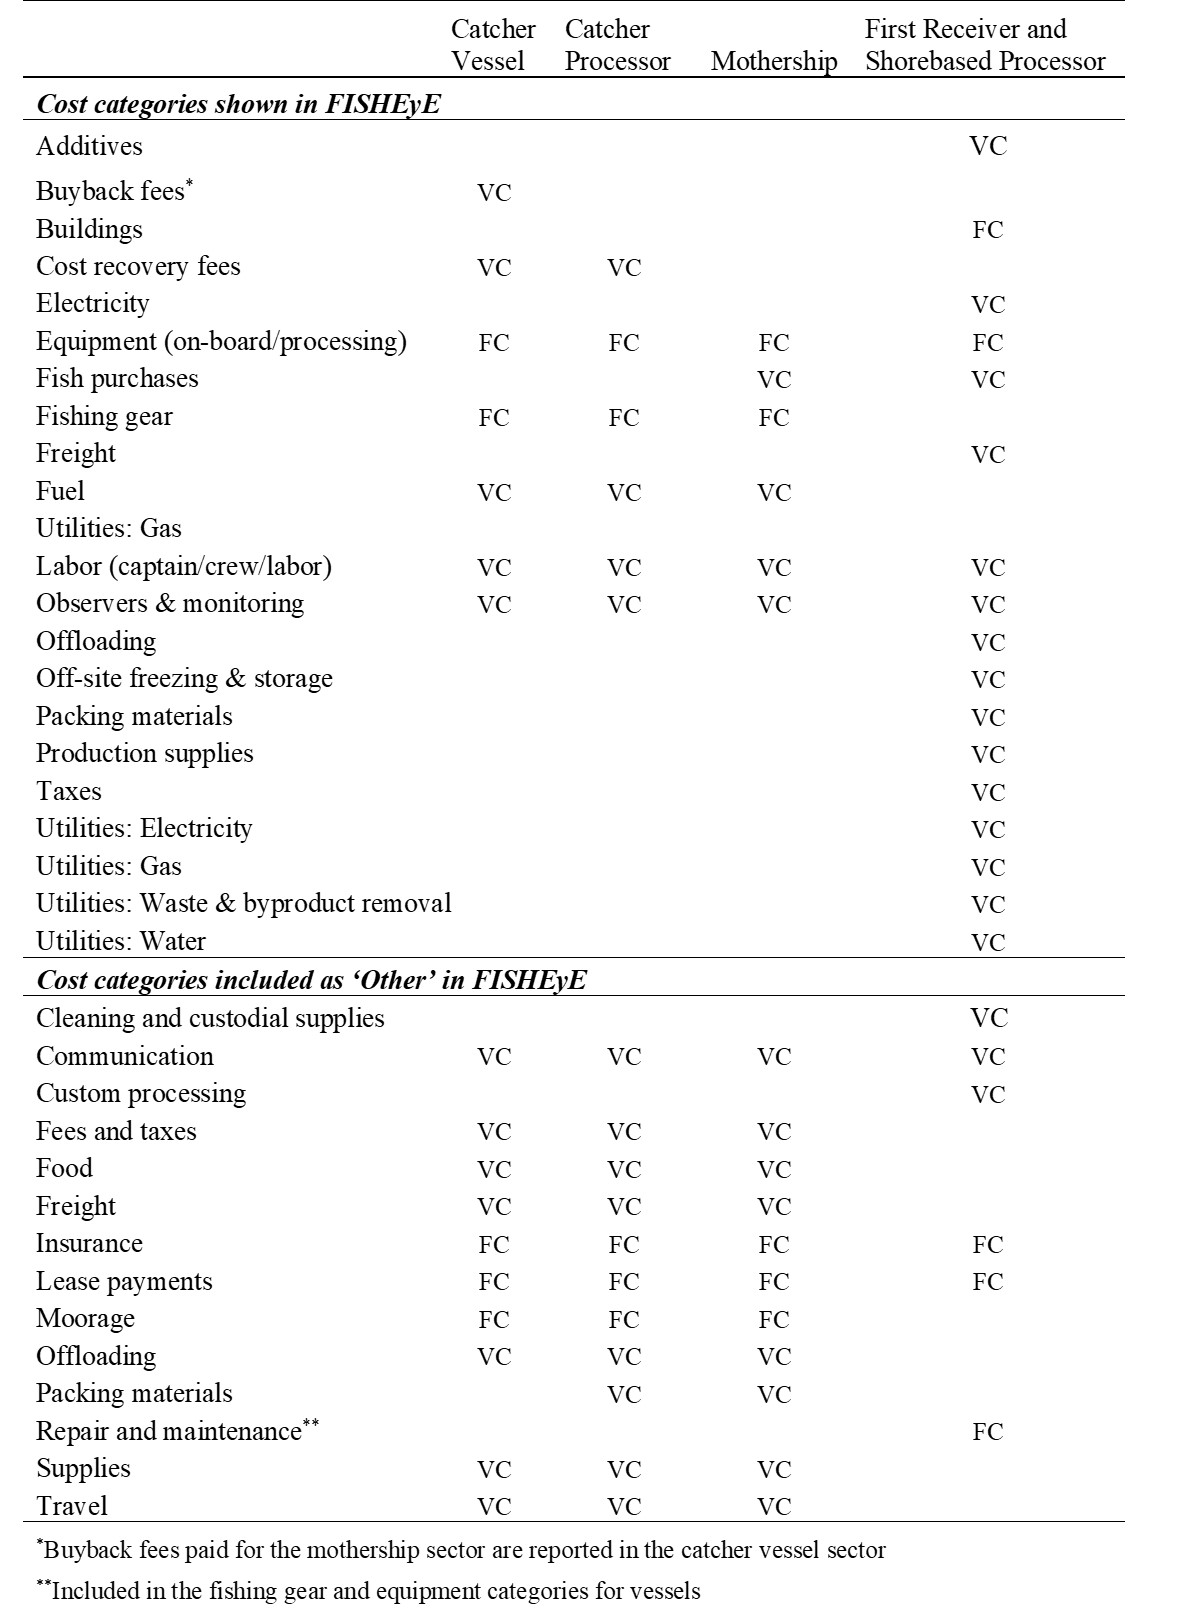 Catcher Vessel Catcher Processor Mothership First Receiver and Shorebased Processor
Cost categories shown in FISHEyE
Additives VC
Buyback fees* VC
Buildings FC
Cost recovery fees VC VC
Electricity VC
Equipment (on-board/processing) FC FC FC FC
Fish purchases VC VC
Fishing gear FC FC FC
Freight VC
Fuel VC VC VC
Utilities: Gas
Labor (captain/crew/labor) VC VC VC VC
Observers & monitoring VC VC VC VC
Offloading VC
Off-site freezing & storage VC
Packing materials VC
Production supplies VC
Taxes VC
Utilities: Electricity VC
Utilities: Gas VC
Utilities: Waste & byproduct removal VC
Utilities: Water VC
Cost categories included as ‘Other’ in FISHEyE
Cleaning and custodial supplies VC
Communication VC VC VC VC
Custom processing VC
Fees and taxes VC VC VC
Food VC VC VC
Freight VC VC VC
Insurance FC FC FC FC
Lease payments FC FC FC FC
Moorage FC FC FC
Offloading VC VC VC
Packing materials VC VC
Repair and maintenance** FC
Supplies VC VC VC
Travel VC VC VC
*Buyback fees paid for the mothership sector are reported in the catcher vessel sector
**Included in the fishing gear and equipment categories for vessels